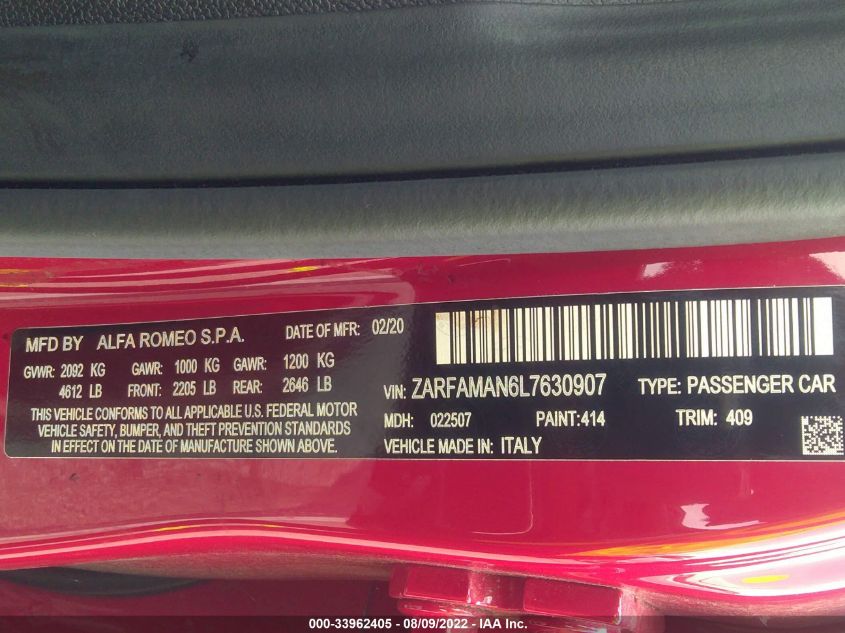 MFD BY ALFA ROMEO S.P.A. DATE OF MFR: 02/20
GVWR: 2092 KG GAWR: 1000 KG GAWR: 1200 KG
4612 LB FRONT: 2205 LB REAR: 2646 LB
THIS VEHICLE CONFORMS TO ALL APPLICABLE U.S. FEDERAL MOTOR
VEHICLE SAFETY, BUMPER, AND THEFT PREVENTION STANDARDS
IN EFFECT ON THE DATE OF MANUFACTURE SHOWN ABOVE.
VIN: ZARFAMAN6L7630907 TYPE: PASSENGER CAR
MDH: 022507 PAINT: 414 TRIM: 409
VEHICLE MADE IN: ITALY
000-33962405 - 08/09/2022 - IAA Inc.